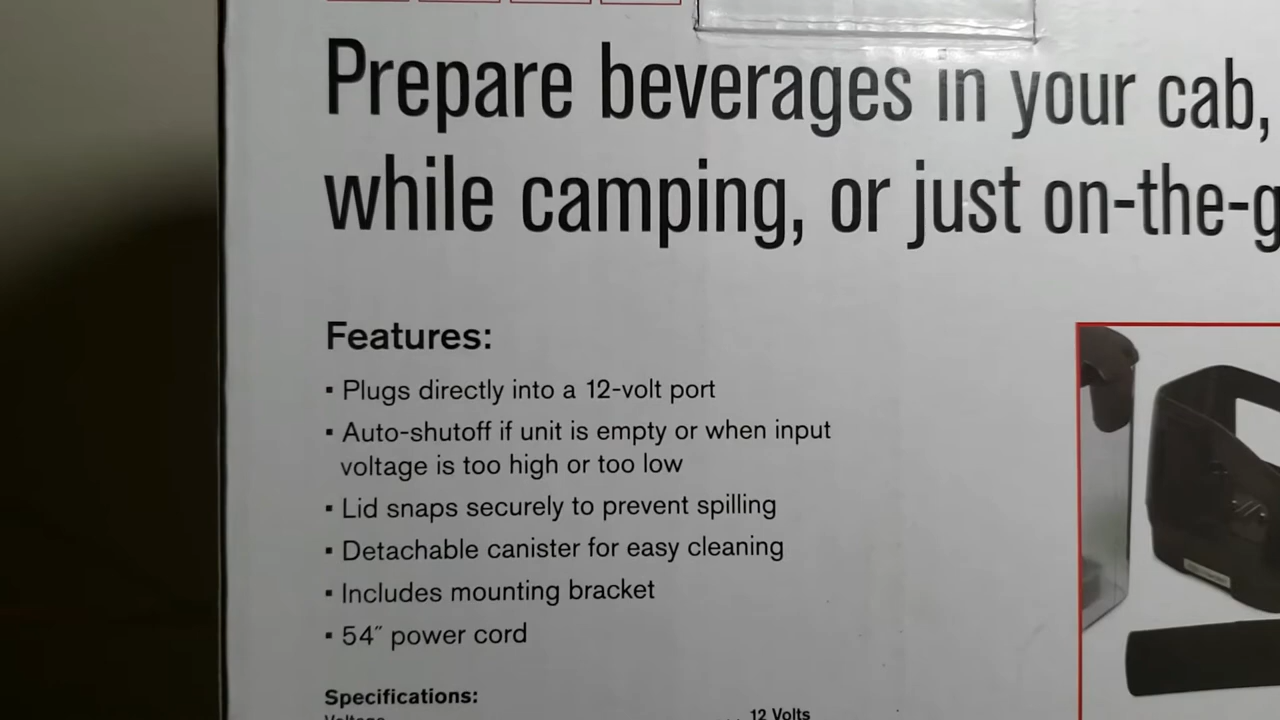 Prepare beverages in your cab,
while camping, or just on-the-g
Features:
▪ Plugs directly into a 12-volt port
▪ Auto-shutoff if unit is empty or when input
voltage is too high or too low
▪ Lid snaps securely to prevent spilling
▪ Detachable canister for easy cleaning
▪ Includes mounting bracket
▪ 54″ power cord
Specifications:
Voltage 12 Volts